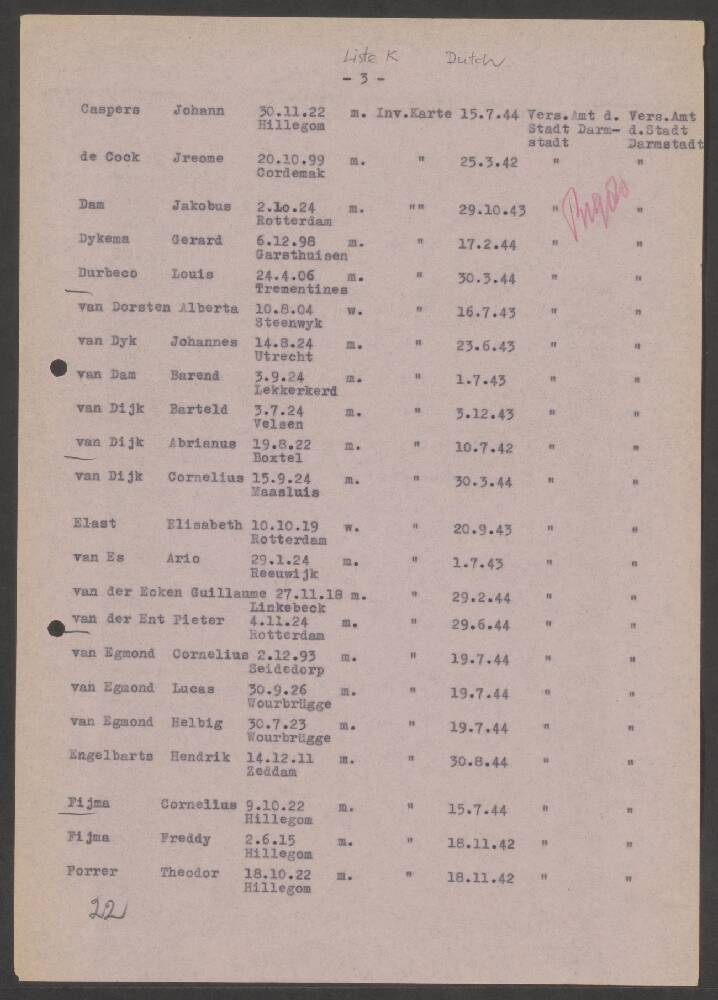 Liste K Dutch
- 3 -
Caspers Johann 30.11.22 m. Inv.Karte 15.7.44 Vers.Amt d. Vers.Amt
Hillegom Stadt Darm- d.Stadt
stadt Darmstadt
de Cock Jreome 20.10.99 m. " 25.3.42 " "
Cordemak
Dam Jakobus 2.10.24 m. "" 29.10.43 " "
Rotterdam
Dykema Gerard 6.12.98 m. " 17.2.44 " "
Garsthuisen
Durbeco Louis 24.4.06 m. " 30.3.44 " "
Trementines
van Dorsten Alberta 10.8.04 w. " 16.7.43 " "
Steenwyk
van Dyk Johannes 14.8.24 m. " 23.6.43 " "
Utrecht
van Dam Barend 3.9.24 m. " 1.7.43 " "
Lekkerkerd
van Dijk Barteld 3.7.24 m. " 3.12.43 " "
Velsen
van Dijk Abrianus 19.8.22 m. " 10.7.42 " "
Boxtel
van Dijk Cornelius 15.9.24 m. " 30.3.44 " "
Maasluis
Elast Elisabeth 10.10.19 w. " 20.9.43 " "
Rotterdam
van Es Ario 29.1.24 m. " 1.7.43 " "
Reeuwijk
van der Ecken Guillaume 27.11.18 m. " 29.2.44 " "
Linkebeck
van der Ent Pieter 4.11.24 m. " 29.6.44 " "
Rotterdam
van Egmond Cornelius 2.12.93 m. " 19.7.44 " "
Seidedorp
van Egmond Lucas 30.9.26 m. " 19.7.44 " "
Wourbrügge
van Egmond Helbig 30.7.23 m. " 19.7.44 " "
Wourbrügge
Engelbarts Hendrik 14.12.11 m. " 30.8.44 " "
Zeddam
Fijma Cornelius 9.10.22 m. " 15.7.44 " "
Hillegom
Fijma Freddy 2.6.15 m. " 18.11.42 " "
Hillegom
Forrer Theodor 18.10.22 m. " 18.11.42 " "
Hillegom
22